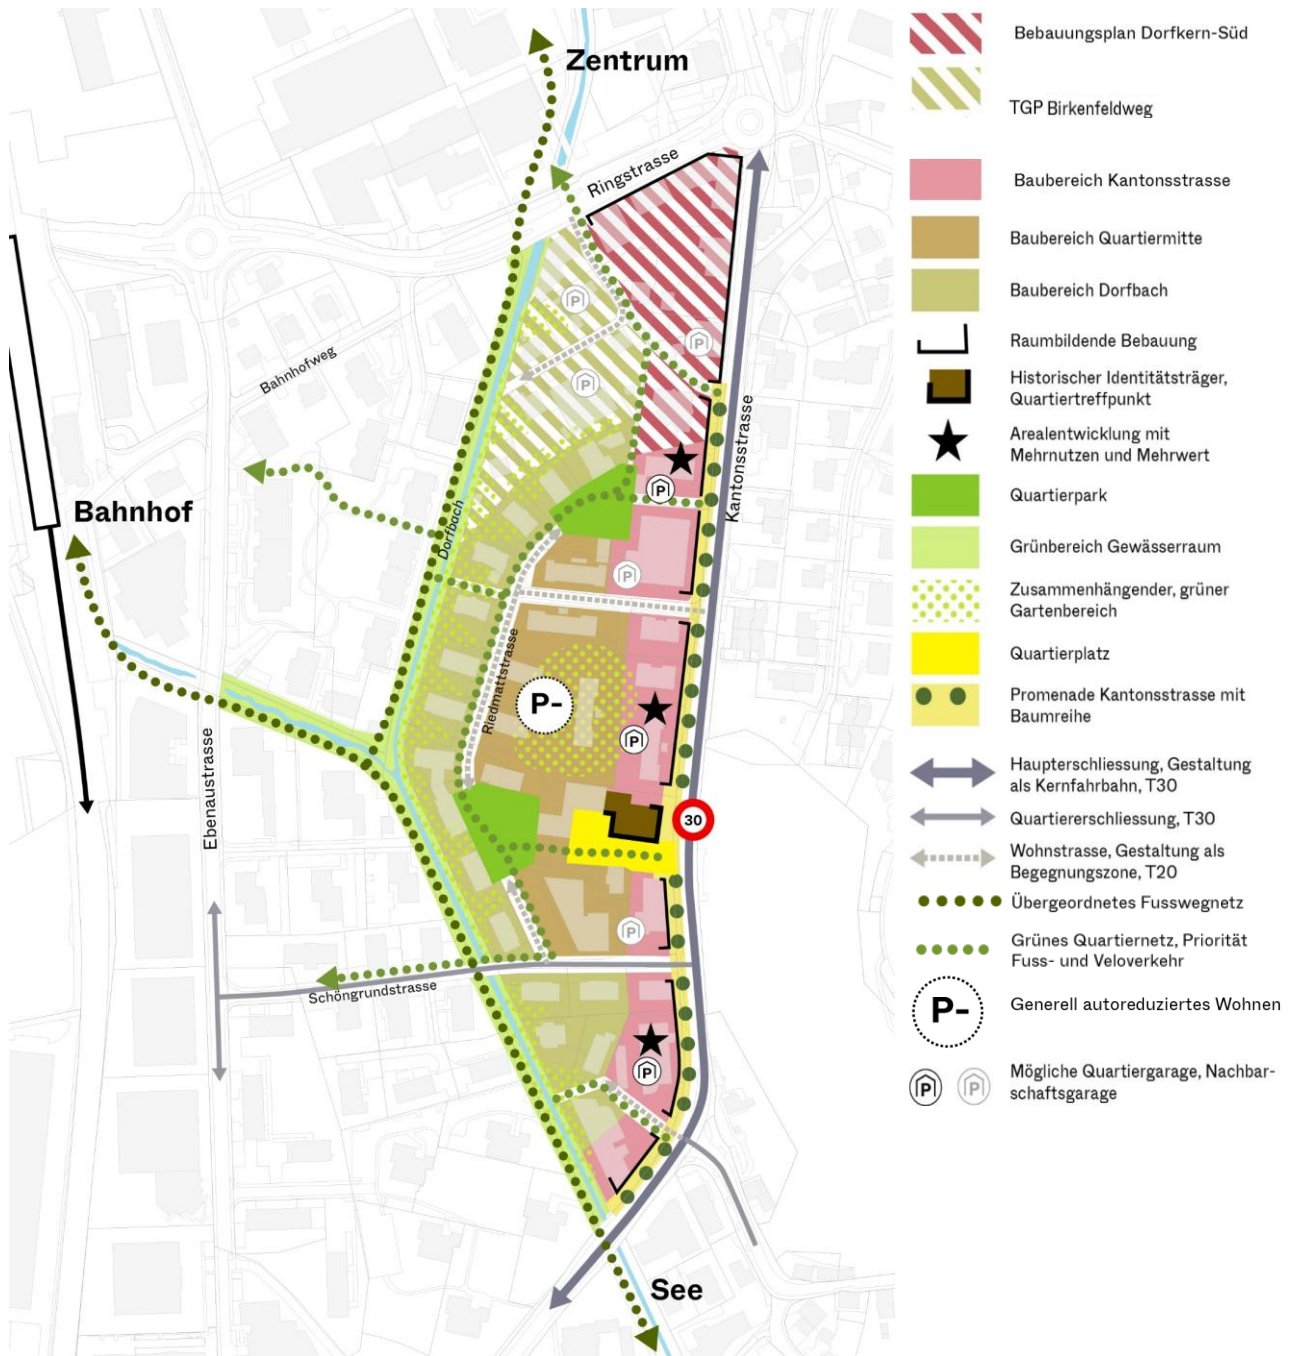 Zentrum
Ringstrasse
Bahnhofweg
Kantonsstrasse
Bahnhof
Dorfbach
Riedmattstrasse
P-
Ebenaustrasse
30
Schöngrundstrasse
See
P
P
P
P
P
P
P
P
Bebauungsplan Dorfkern-Süd
TGP Birkenfeldweg
Baubereich Kantonsstrasse
Baubereich Quartiermitte
Baubereich Dorfbach
Raumbildende Bebauung
Historischer Identitätsträger,
Quartiertreffpunkt
Arealentwicklung mit
Mehrnutzen und Mehrwert
Quartierpark
Grünbereich Gewässerraum
Zusammenhängender, grüner
Gartenbereich
Quartierplatz
Promenade Kantonsstrasse mit
Baumreihe
Haupterschliessung, Gestaltung
als Kernfahrbahn, T30
Quartiererschliessung, T30
Wohnstrasse, Gestaltung als
Begegnungszone, T20
Übergeordnetes Fusswegnetz
Grünes Quartiernetz, Priorität
Fuss- und Veloverkehr
P-
Generell autoreduziertes Wohnen
P
P
Mögliche Quartiergarage, Nachbar-
schaftsgarage